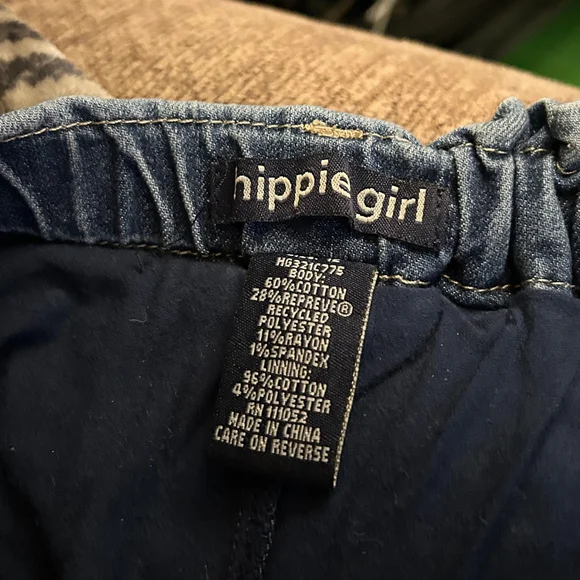 hippie girl
HG321C775
BODY:
60%COTTON
28%REPREVE®
RECYCLED
POLYESTER
11%RAYON
1%SPANDEX
LINNING:
96%COTTON
4%POLYESTER
RN 111052
MADE IN CHINA
CARE ON REVERSE